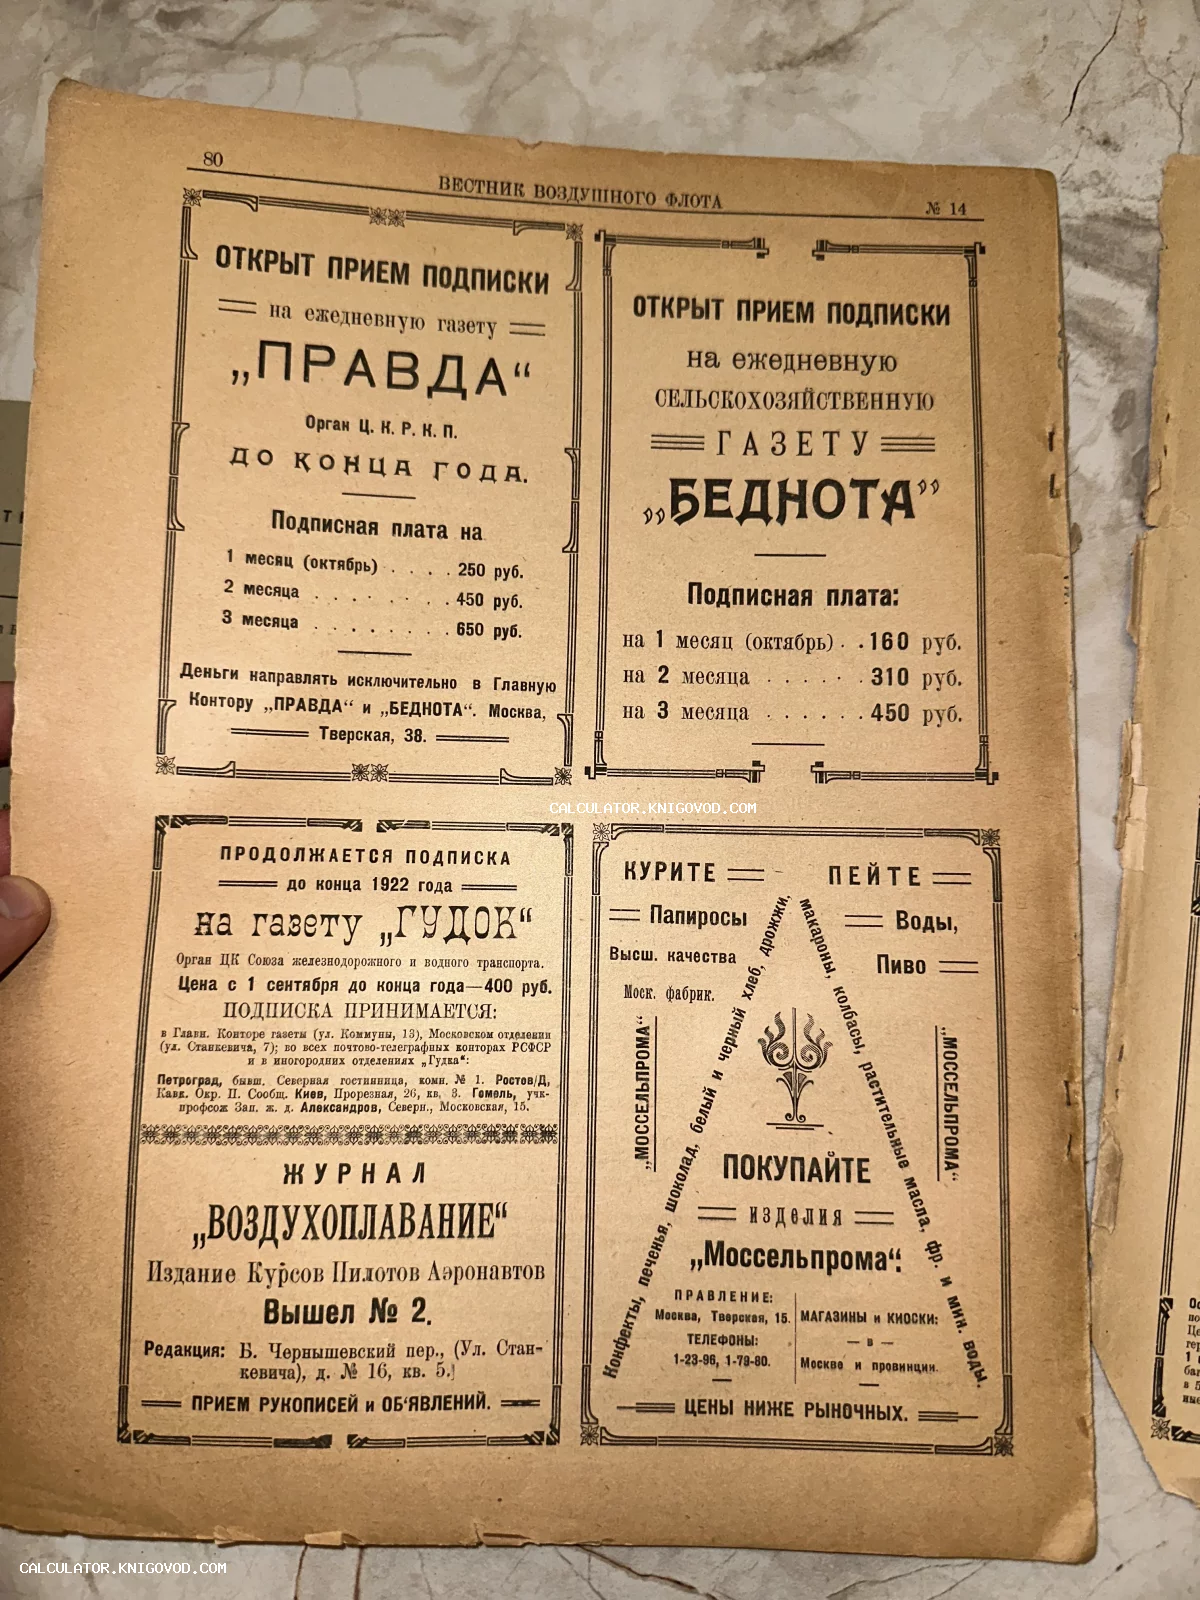 80
ВЕСТНИК ВОЗДУШНОГО ФЛОТА
№ 14
ОТКРЫТ ПРИЕМ ПОДПИСКИ
на ежедневную газету
„ПРАВДА“
Орган Ц. К. Р. К. П.
ДО КОНЦА ГОДА.
Подписная плата на
1 месяц (октябрь) . . . . 250 руб.
2 месяца . . . . . . . . 450 руб.
3 месяца . . . . . . . . 650 руб.
Деньги направлять исключительно в Главную
Контору „ПРАВДА“ и „БЕДНОТА“. Москва,
Тверская, 38.
ОТКРЫТ ПРИЕМ ПОДПИСКИ
на ежедневную
СЕЛЬСКОХОЗЯЙСТВЕННУЮ
ГАЗЕТУ
„БЕДНОТА”
Подписная плата:
на 1 месяц (октябрь) . . 160 руб.
на 2 месяца . . . . . . 310 руб.
на 3 месяца . . . . . . 450 руб.
ПРОДОЛЖАЕТСЯ ПОДПИСКА
до конца 1922 года
на газету „ГУДОК“
Орган ЦК Союза железнодорожного и водного транспорта.
Цена с 1 сентября до конца года—400 руб.
ПОДПИСКА ПРИНИМАЕТСЯ:
в Главн. Конторе газеты (ул. Коммуны, 13), Московском отделении
(ул. Станкевича, 7); во всех почтово-телеграфных конторах РСФСР
и в иногородних отделениях „Гудка“:
Петроград, бывш. Северная гостиница, комн. № 1. Ростов/Д,
Кавк. Окр. П. Сообщ. Киев, Прорезная, 26, кв. 3. Гомель, учк-
профсож Зап. ж. д. Александров, Северн., Московская, 15.
ЖУРНАЛ
„ВОЗДУХОПЛАВАНИЕ“
Издание Курсов Пилотов Аэронавтов
Вышел № 2.
Редакция: Б. Чернышевский пер., (Ул. Стан-
кевича), д. № 16, кв. 5.
ПРИЕМ РУКОПИСЕЙ и ОБ'ЯВЛЕНИЙ.
КУРИТЕ
Папиросы
Высш. качества
Моск. фабрик.
„МОССЕЛЬПРОМА“
ПЕЙТЕ
Воды,
Пиво
„МОССЕЛЬПРОМА“
Конфекты, печенья, шоколад, белый и черный хлеб, дрожжи,
макароны, колбасы, растительные масла, фр. и мин. воды.
ПОКУПАЙТЕ
ИЗДЕЛИЯ
„Моссельпрома“:
ПРАВЛЕНИЕ:
Москва, Тверская, 15.
ТЕЛЕФОНЫ:
1-23-96, 1-79-80.
МАГАЗИНЫ и КИОСКИ:
— в —
Москве и провинции.
ЦЕНЫ НИЖЕ РЫНОЧНЫХ.
CALCULATOR.KNIGOVOD.COM
CALCULATOR.KNIGOVOD.COM